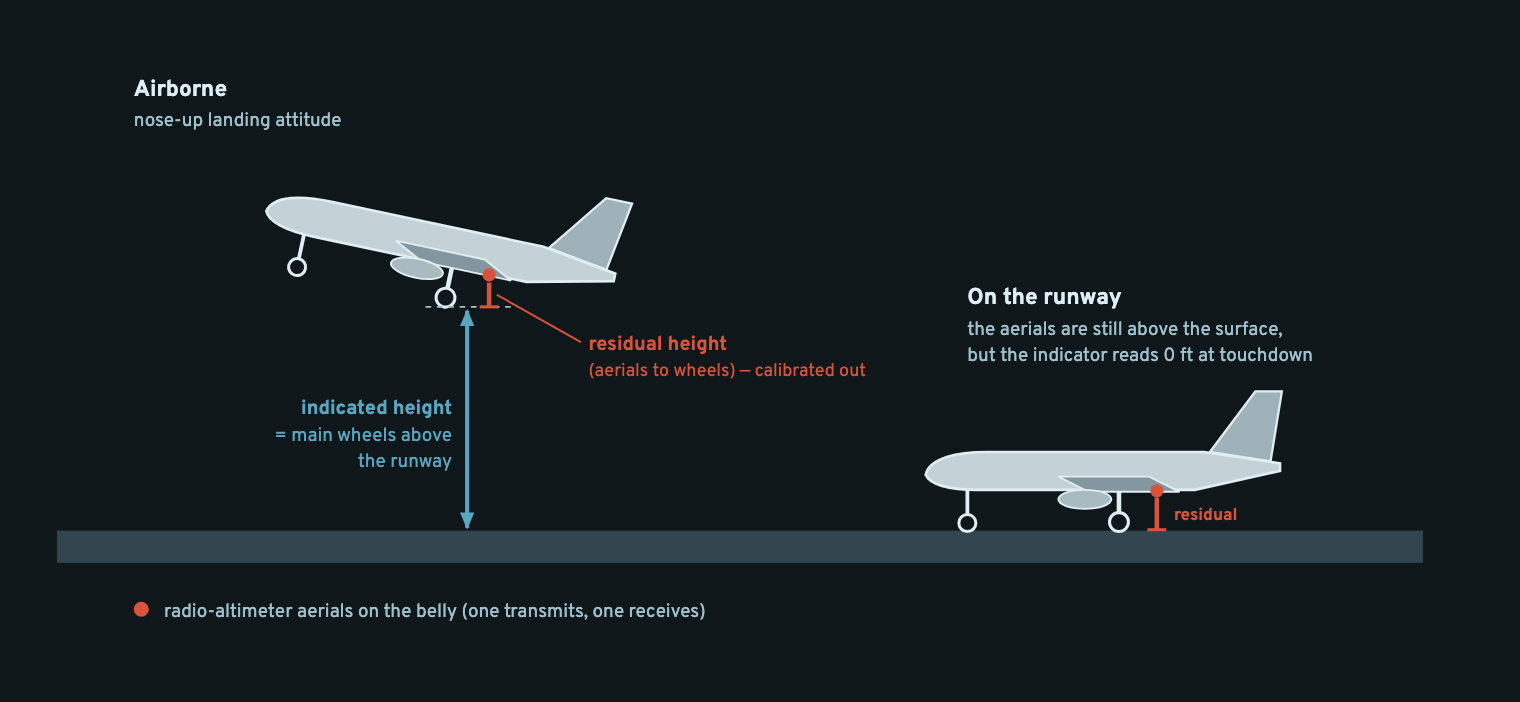 Airborne
nose-up landing attitude
residual height
(aerials to wheels) – calibrated out
indicated height
= main wheels above
the runway
On the runway
the aerials are still above the surface,
but the indicator reads 0 ft at touchdown
residual
radio-altimeter aerials on the belly (one transmits, one receives)